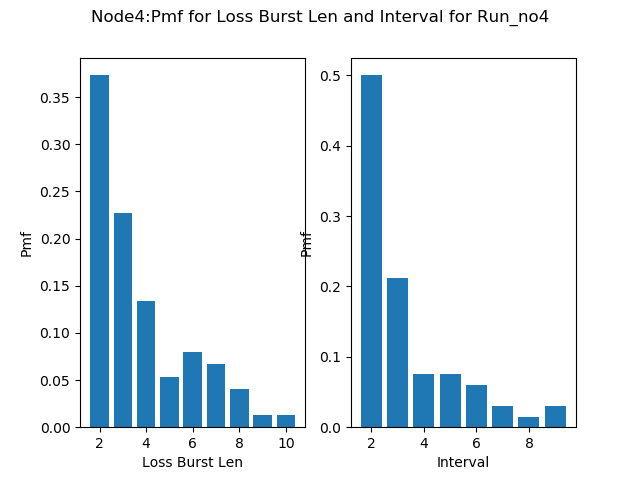 Node4:Pmf for Loss Burst Len and Interval for Run_no4
Pmf
0.35
0.30
0.25
0.20
0.15
0.10
0.05
0.00
2 4 6 8 10
Loss Burst Len
Pmf
0.5
0.4
0.3
0.2
0.1
0.0
2 4 6 8
Interval